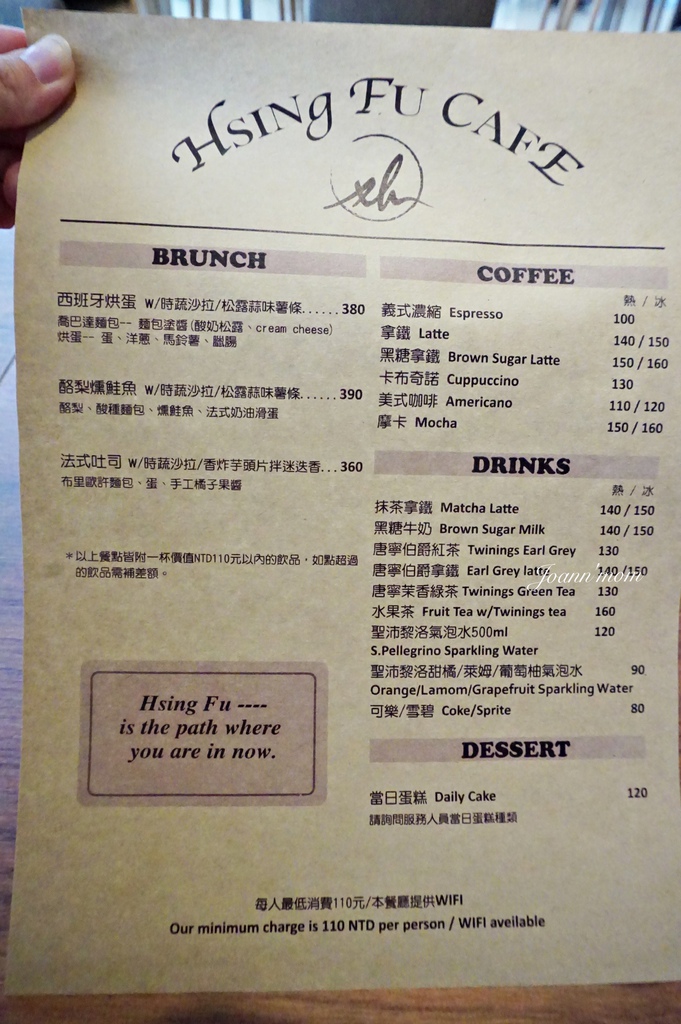 HSINg FU CAFE
xh
BRUNCH
西班牙烘蛋 W/時蔬沙拉/松露蒜味薯條......380
喬巴達麵包-- 麵包塗醬(酸奶松露、cream cheese)
烘蛋-- 蛋、洋蔥、馬鈴薯、臘腸
酪梨燻鮭魚 W/時蔬沙拉/松露蒜味薯條......390
酪梨、酸種麵包、燻鮭魚、法式奶油滑蛋
法式吐司 W/時蔬沙拉/香炸芋頭片拌迷迭香...360
布里歐許麵包、蛋、手工橘子果醬
*以上餐點皆附一杯價值NTD110元以內的飲品，如點超過
的飲品需補差額。
Hsing Fu ----
is the path where
you are in now.
COFFEE
熱 / 冰
義式濃縮 Espresso 100
拿鐵 Latte 140 / 150
黑糖拿鐵 Brown Sugar Latte 150 / 160
卡布奇諾 Cuppuccino 130
美式咖啡 Americano 110 / 120
摩卡 Mocha 150 / 160
DRINKS
熱 / 冰
抹茶拿鐵 Matcha Latte 140 / 150
黑糖牛奶 Brown Sugar Milk 140 / 150
唐寧伯爵紅茶 Twinings Earl Grey 130
唐寧伯爵拿鐵 Earl Grey latte 140 /150
Joann'mom
唐寧茉香綠茶 Twinings Green Tea 130
水果茶 Fruit Tea w/Twinings tea 160
聖沛黎洛氣泡水500ml 120
S.Pellegrino Sparkling Water
聖沛黎洛甜橘/萊姆/葡萄柚氣泡水 90
Orange/Lamom/Grapefruit Sparkling Water
可樂/雪碧 Coke/Sprite 80
DESSERT
當日蛋糕 Daily Cake 120
請詢問服務人員當日蛋糕種類
每人最低消費110元/本餐廳提供WIFI
Our minimum charge is 110 NTD per person / WIFI aveilable